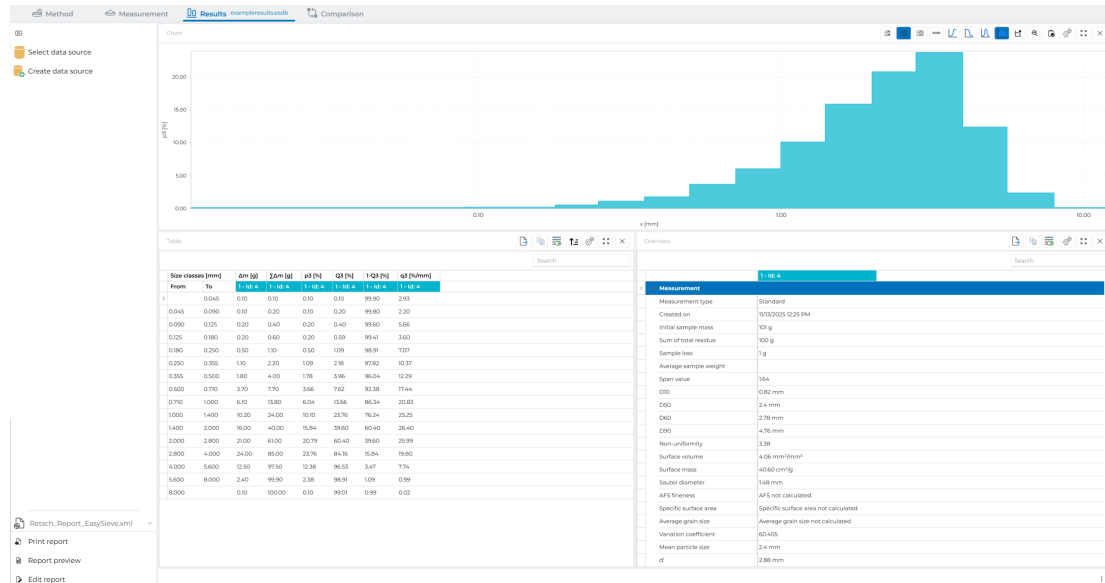 Method Measurement Results exampleresults.esdb Comparison
Select data source
Create data source
Chart
p3 [%]
20.00
15.00
10.00
5.00
0.00
0.10 1.00 10.00
x [mm]
Table
Search
Size classes [mm] Δm [g] ∑Δm [g] p3 [%] Q3 [%] 1-Q3 [%] q3 [%/mm]
From To 1 - Id: 4 1 - Id: 4 1 - Id: 4 1 - Id: 4 1 - Id: 4 1 - Id: 4
0.045 0.10 0.10 0.10 0.10 99.90 2.93
0.045 0.090 0.10 0.20 0.10 0.20 99.80 2.20
0.090 0.125 0.20 0.40 0.20 0.40 99.60 5.66
0.125 0.180 0.20 0.60 0.20 0.59 99.41 3.60
0.180 0.250 0.50 1.10 0.50 1.09 98.91 7.07
0.250 0.355 1.10 2.20 1.09 2.18 97.82 10.37
0.355 0.500 1.80 4.00 1.78 3.96 96.04 12.29
0.500 0.710 3.70 7.70 3.66 7.62 92.38 17.44
0.710 1.000 6.10 13.80 6.04 13.66 86.34 20.83
1.000 1.400 10.20 24.00 10.10 23.76 76.24 25.25
1.400 2.000 16.00 40.00 15.84 39.60 60.40 26.40
2.000 2.800 21.00 61.00 20.79 60.40 39.60 25.99
2.800 4.000 24.00 85.00 23.76 84.16 15.84 19.80
4.000 5.600 12.50 97.50 12.38 96.53 3.47 7.74
5.600 8.000 2.40 99.90 2.38 98.91 1.09 0.99
8.000 0.10 100.00 0.10 99.01 0.99 0.02
Overview
Search
1 - Id: 4
Measurement
Measurement type Standard
Created on 11/13/2025 12:25 PM
Initial sample mass 101 g
Sum of total residue 100 g
Sample loss 1 g
Average sample weight
Span value 1.64
D10 0.82 mm
D50 2.4 mm
D60 2.78 mm
D90 4.76 mm
Non-uniformity 3.38
Surface volume 4.06 mm²/mm³
Surface mass 40.60 cm²/g
Sauter diameter 1.48 mm
AFS fineness AFS not calculated
Specific surface area Specific surface area not calculated
Average grain size Average grain size not calculated
Variation coefficient 60.405
Mean particle size 2.4 mm
d' 2.88 mm
Retsch_Report_EasySieve.xml
Print report
Report preview
Edit report